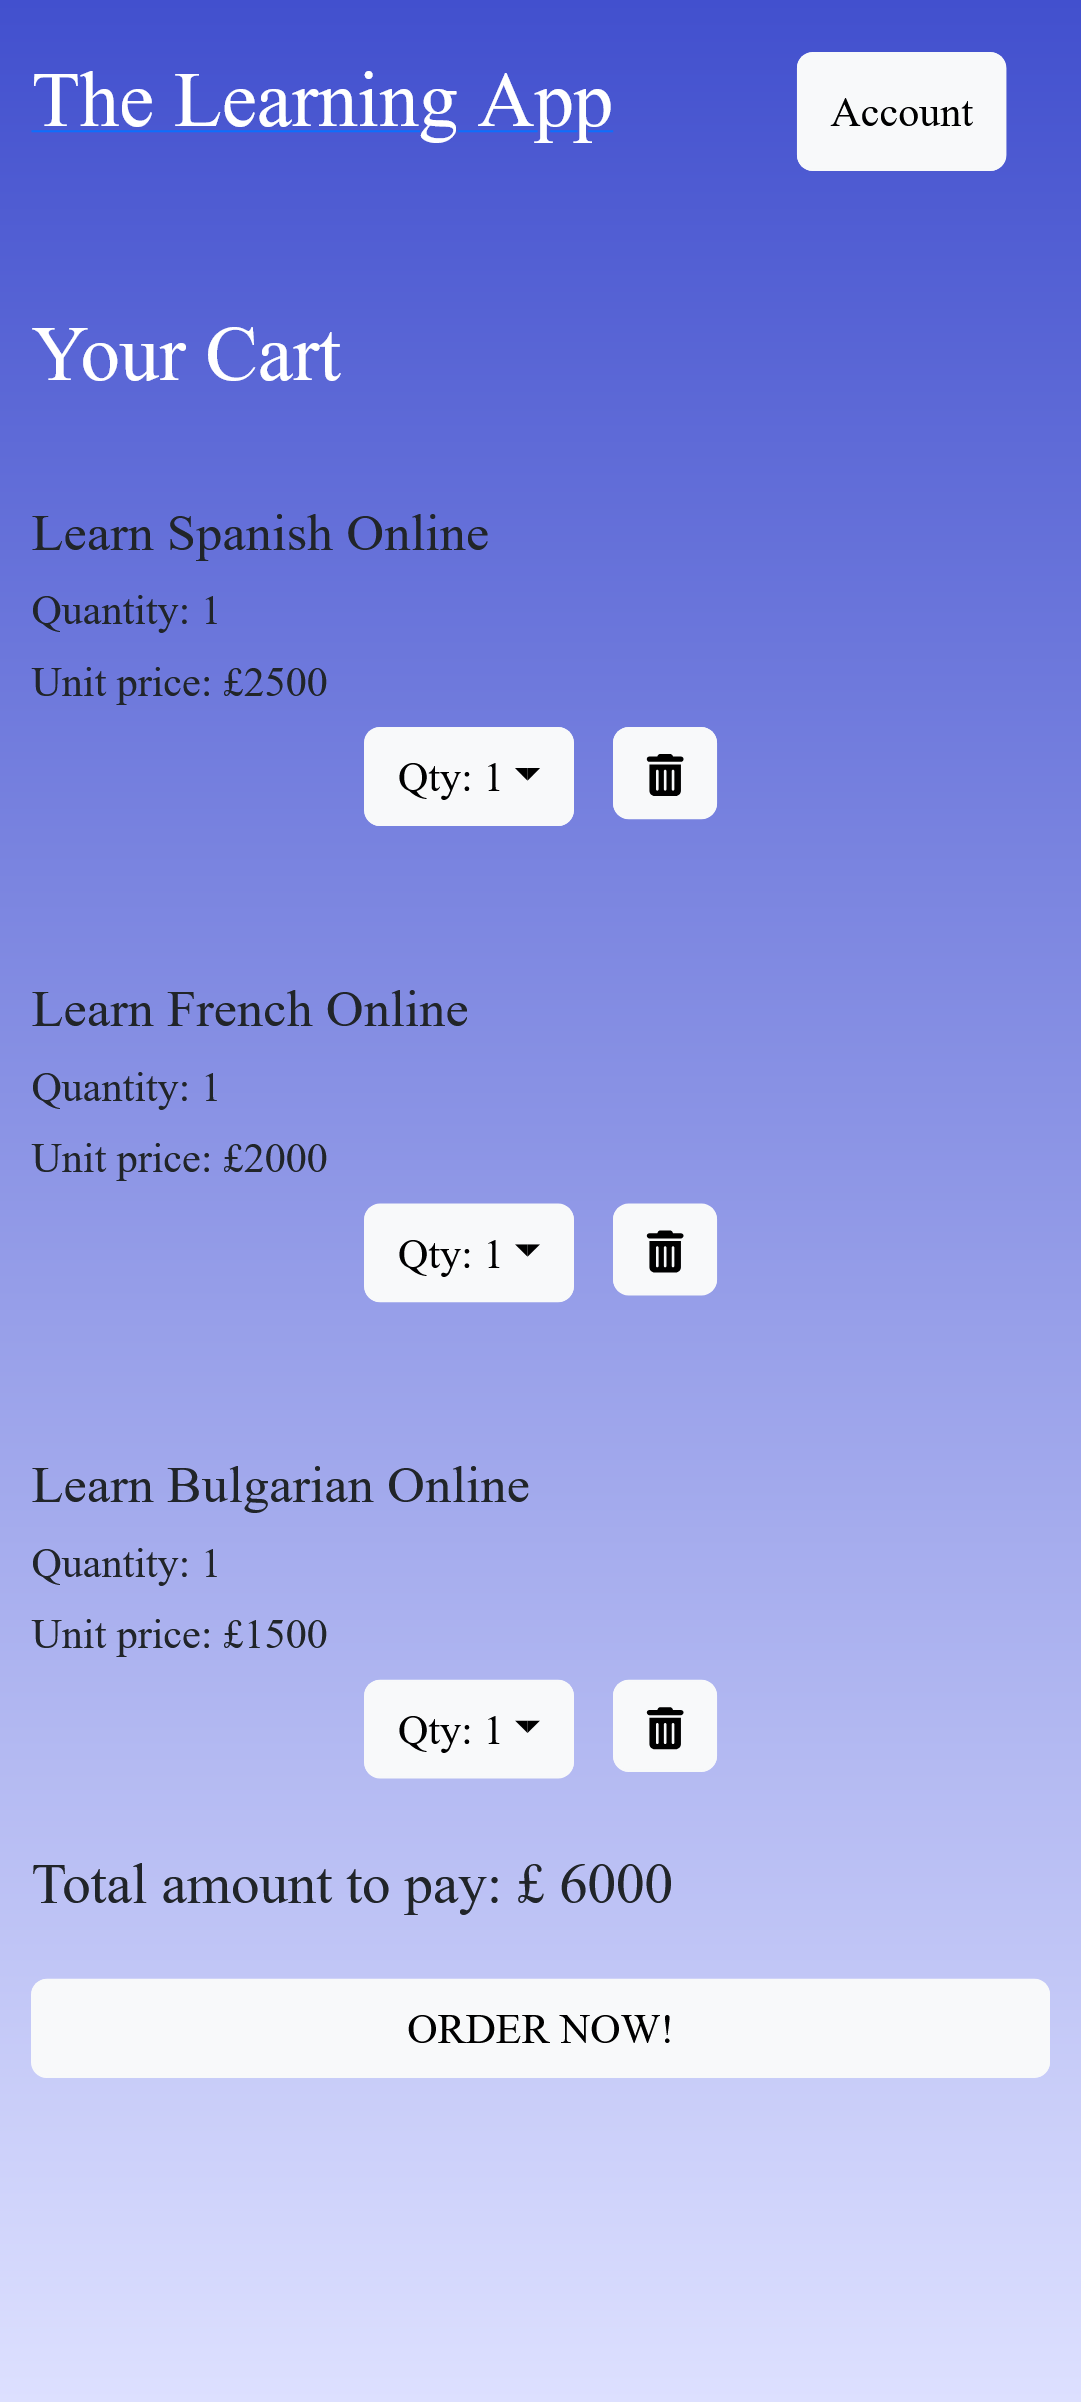 The Learning App
Account
Your Cart
Learn Spanish Online
Quantity: 1
Unit price: £2500
Qty: 1
Learn French Online
Quantity: 1
Unit price: £2000
Qty: 1
Learn Bulgarian Online
Quantity: 1
Unit price: £1500
Qty: 1
Total amount to pay: £ 6000
ORDER NOW!